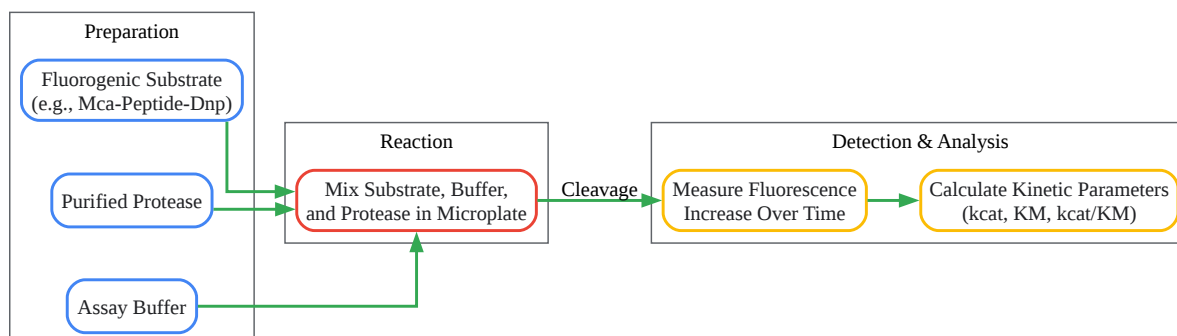 Preparation
Fluorogenic Substrate
(e.g., Mca-Peptide-Dnp)
Purified Protease
Assay Buffer
Reaction
Mix Substrate, Buffer,
and Protease in Microplate
Cleavage
Detection & Analysis
Measure Fluorescence
Increase Over Time
Calculate Kinetic Parameters
(kcat, KM, kcat/KM)